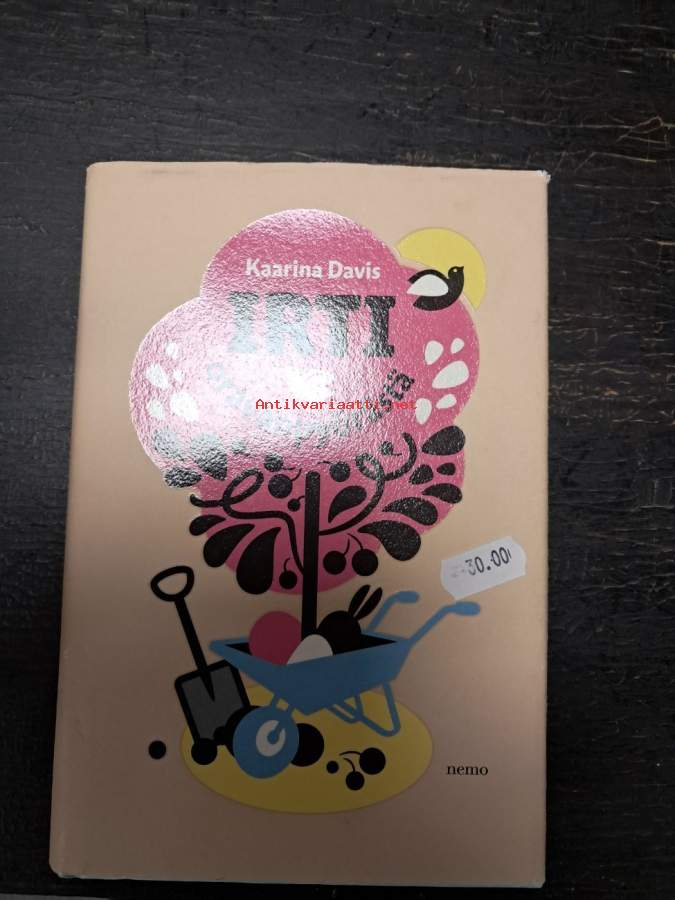 Kaarina Davis
IRTI
Antikvariaatti.net
30.00
nemo